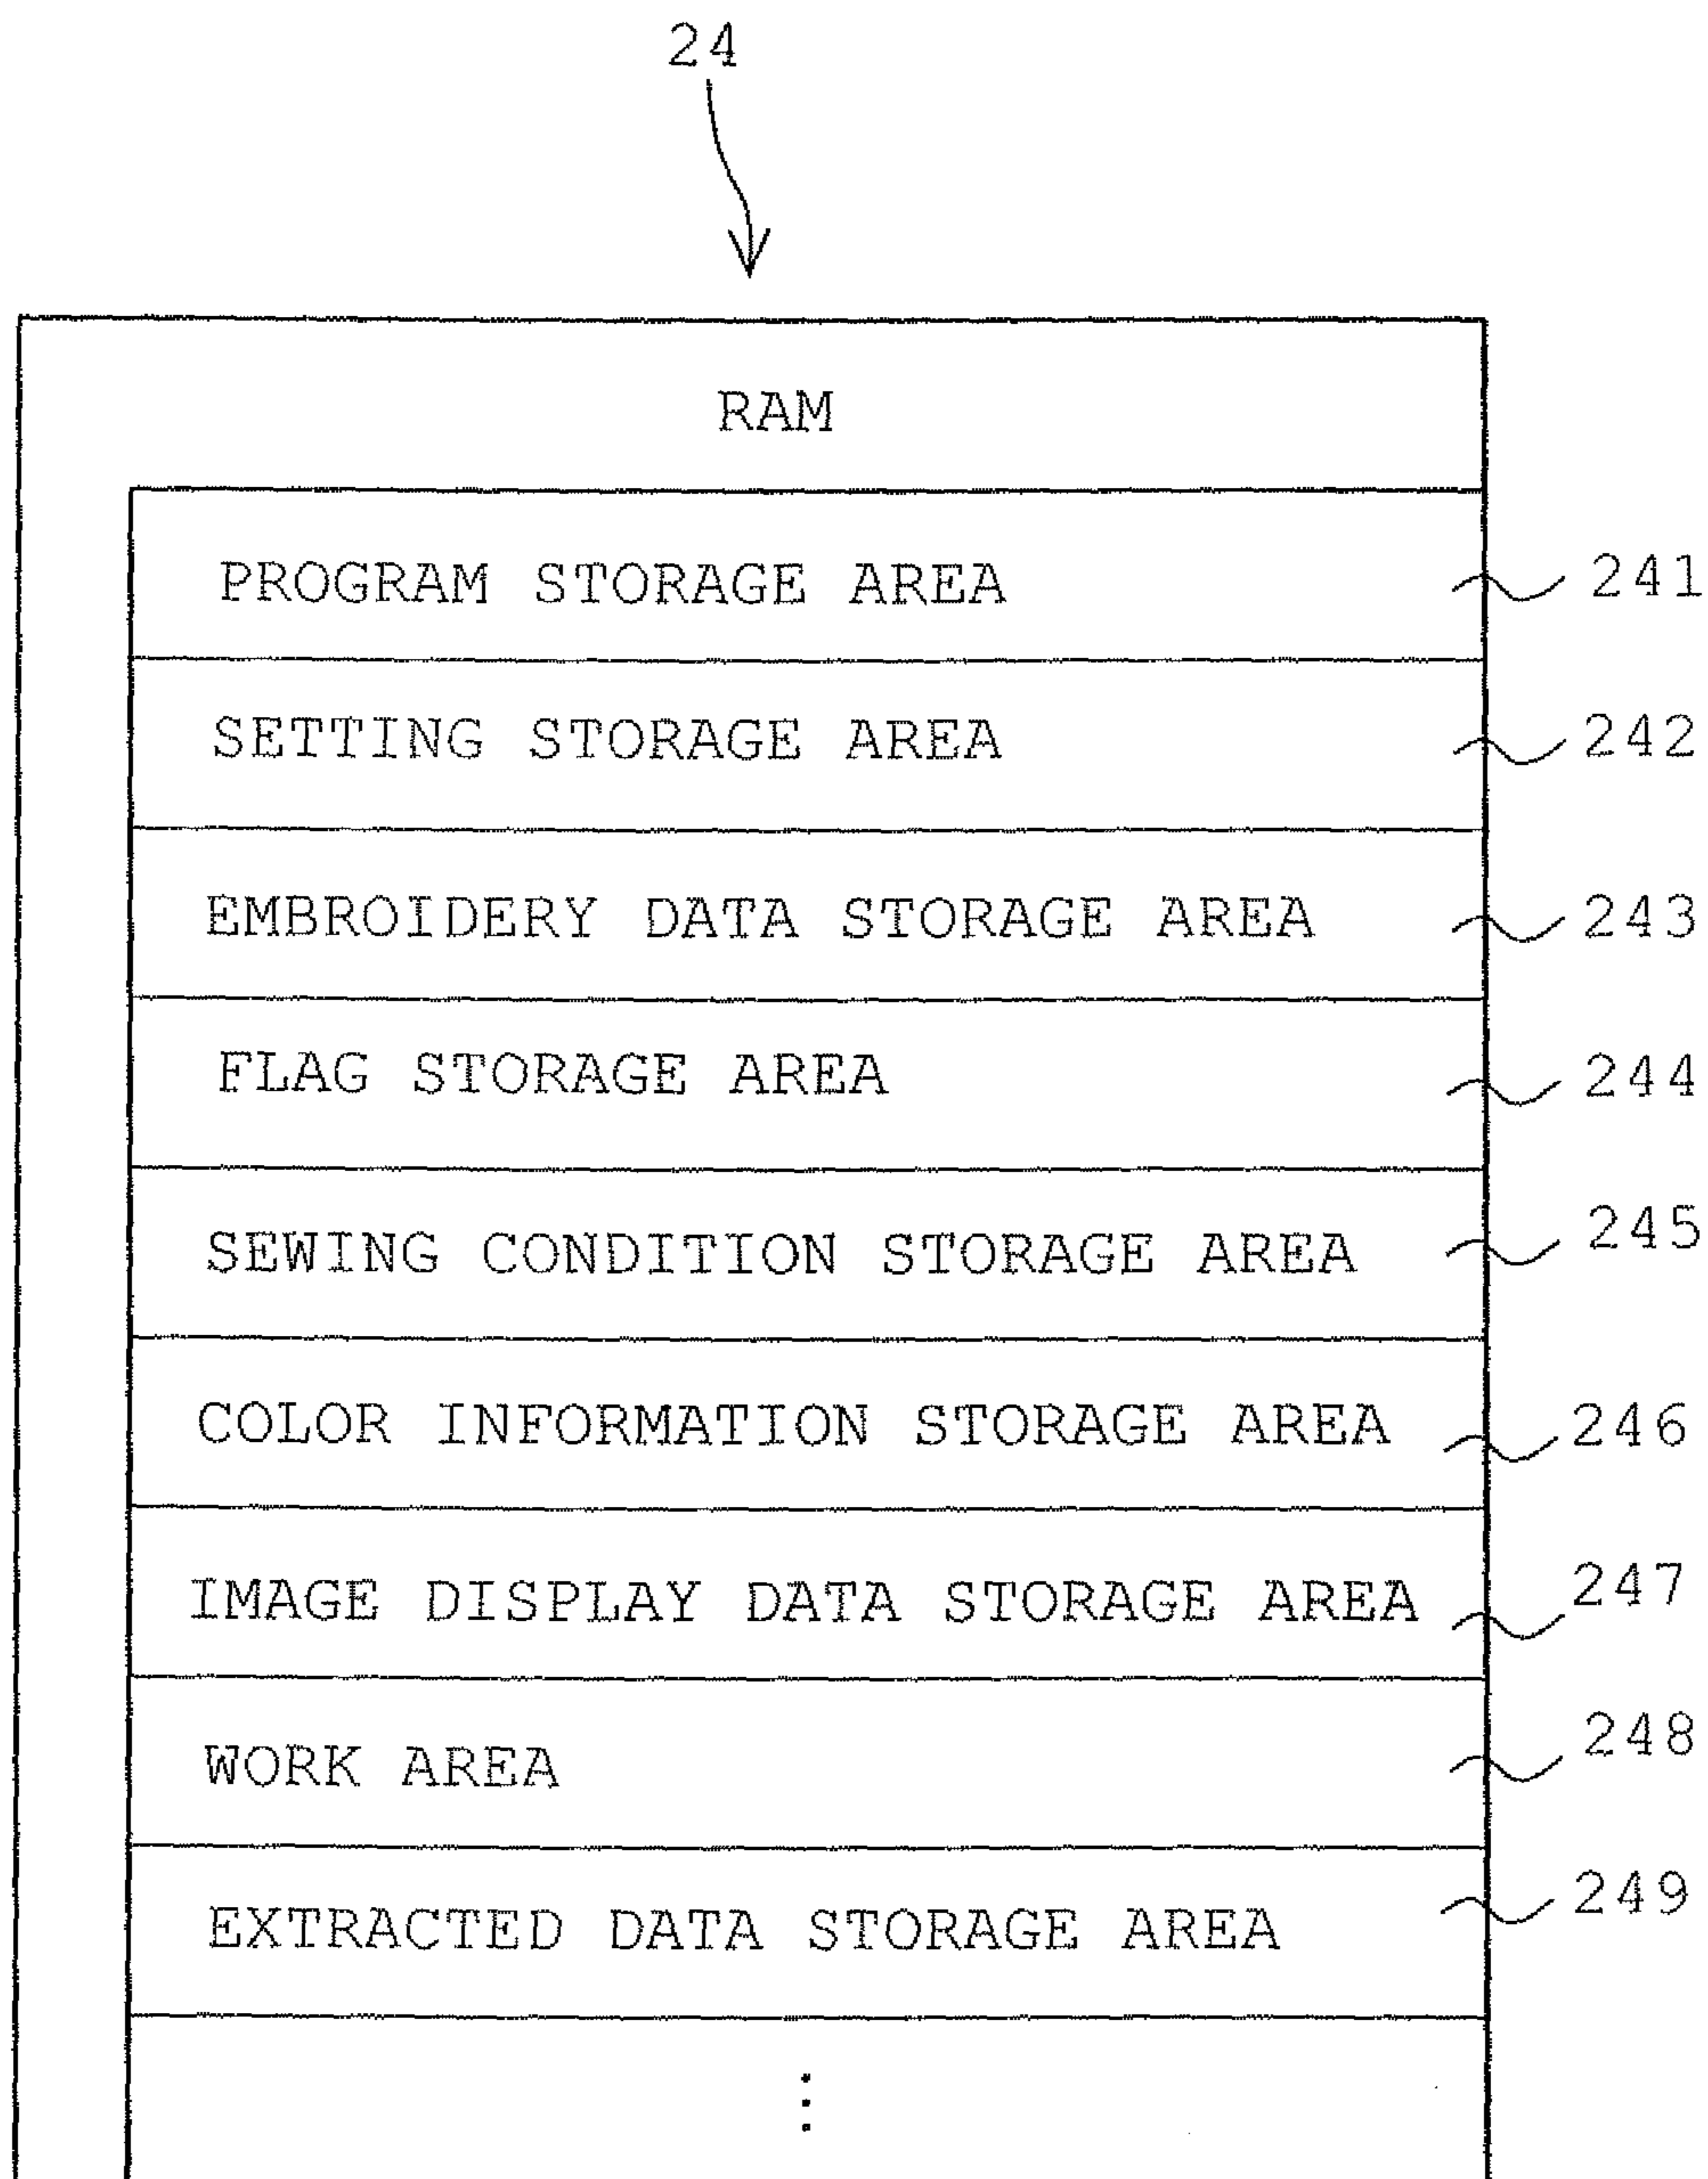 24
RAM
PROGRAM STORAGE AREA 241
SETTING STORAGE AREA 242
EMBROIDERY DATA STORAGE AREA 243
FLAG STORAGE AREA 244
SEWING CONDITION STORAGE AREA 245
COLOR INFORMATION STORAGE AREA 246
IMAGE DISPLAY DATA STORAGE AREA 247
WORK AREA 248
EXTRACTED DATA STORAGE AREA 249
⋮